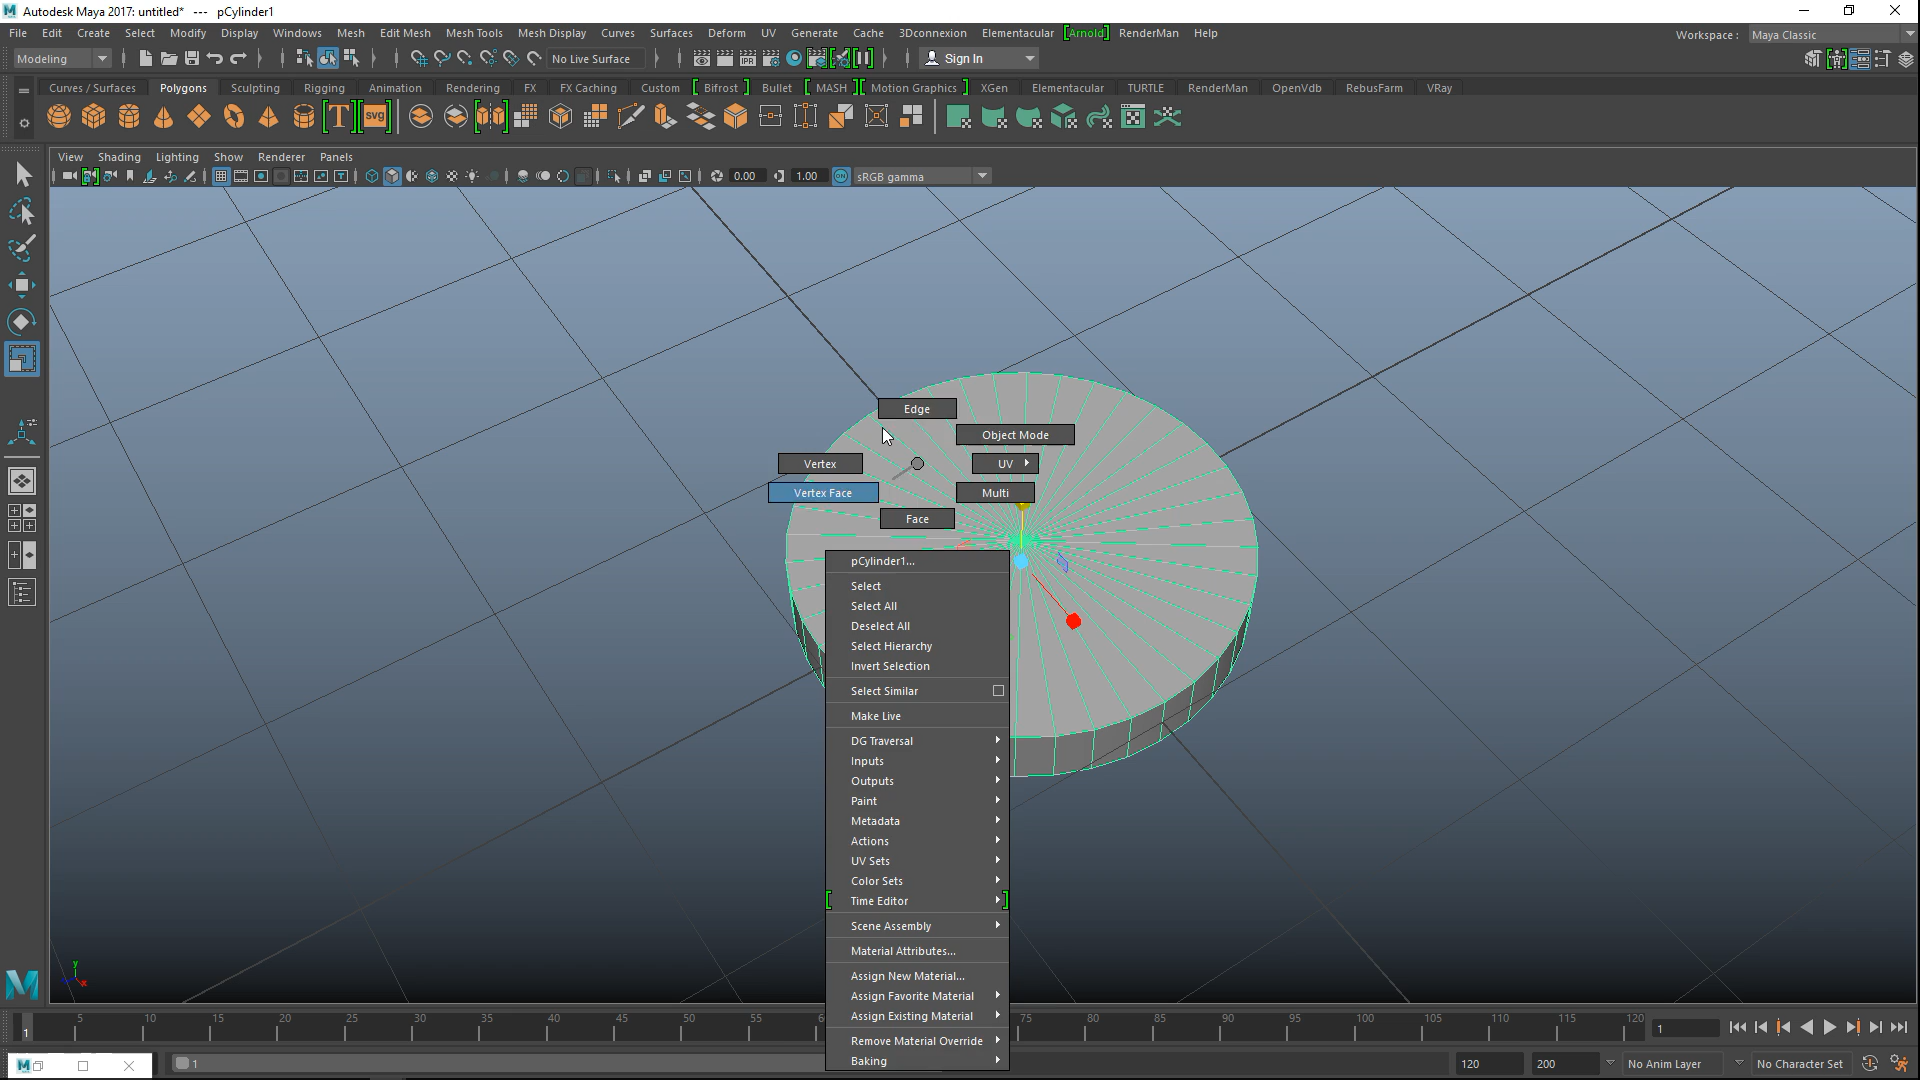 Autodesk Maya 2017: untitled* --- pCylinder1
File Edit Create Select Modify Display Windows Mesh Edit Mesh Mesh Tools Mesh Display Curves Surfaces Deform UV Generate Cache 3Dconnexion Elementacular [Arnold] RenderMan Help Workspace : Maya Classic
Modeling No Live Surface Sign In
Curves / Surfaces Polygons Sculpting Rigging Animation Rendering FX FX Caching Custom [ Bifrost ] Bullet [ MASH ] [ Motion Graphics ] XGen Elementacular TURTLE RenderMan OpenVdb RebusFarm VRay
T svg
View Shading Lighting Show Renderer Panels
IPR
0.00 1.00 ON sRGB gamma
Edge
Object Mode
Vertex UV
Vertex Face Multi
Face
pCylinder1...
Select
Select All
Deselect All
Select Hierarchy
Invert Selection
Select Similar
Make Live
DG Traversal
Inputs
Outputs
Paint
Metadata
Actions
UV Sets
Color Sets
[ Time Editor ]
Scene Assembly
Material Attributes...
Assign New Material...
Assign Favorite Material
Assign Existing Material
Remove Material Override
Baking
y
x
M
1 5 10 15 20 25 30 35 40 45 50 55 75 80 85 90 95 100 105 110 115 120 1
1 120 200 No Anim Layer No Character Set